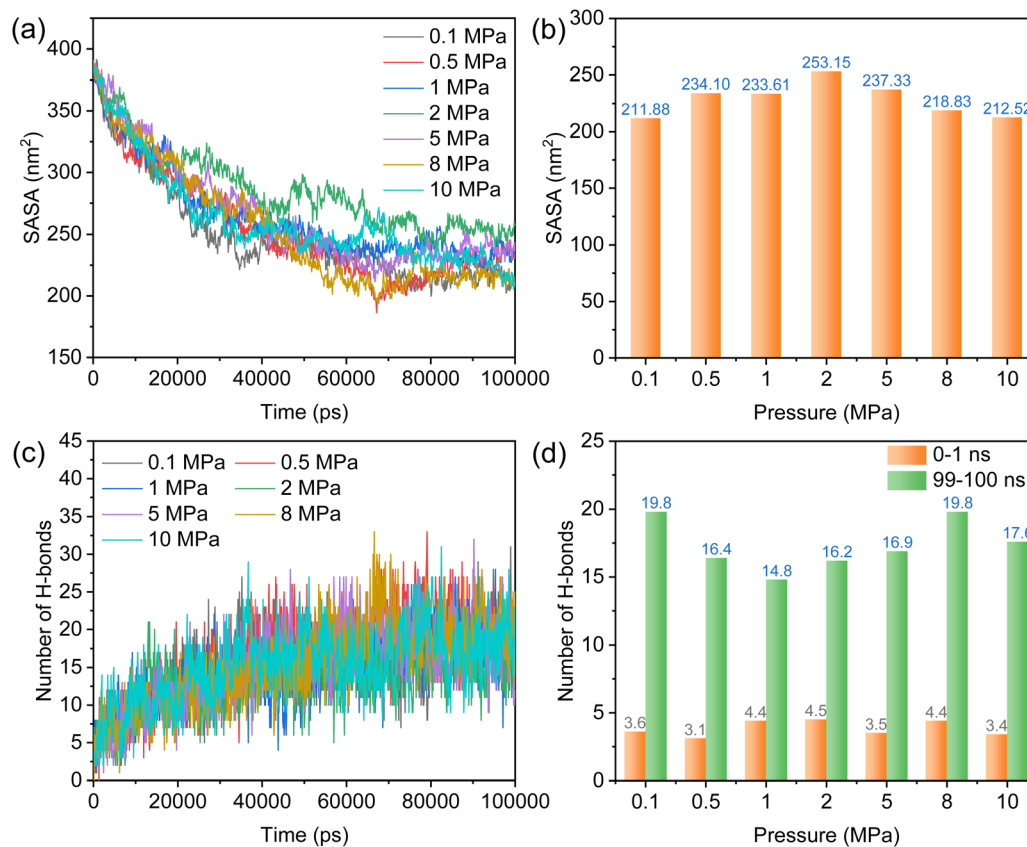 (a)
0.1 MPa
0.5 MPa
1 MPa
2 MPa
5 MPa
8 MPa
10 MPa
400
350
300
250
200
150
SASA (nm²)
0 20000 40000 60000 80000 100000
Time (ps)
(b)
300
250
200
150
100
50
0
SASA (nm²)
211.88 234.10 233.61 253.15 237.33 218.83 212.52
0.1 0.5 1 2 5 8 10
Pressure (MPa)
(c)
0.1 MPa 0.5 MPa
1 MPa 2 MPa
5 MPa 8 MPa
10 MPa
45
40
35
30
25
20
15
10
5
0
Number of H-bonds
0 20000 40000 60000 80000 100000
Time (ps)
(d)
0-1 ns
99-100 ns
25
20
15
10
5
0
Number of H-bonds
19.8 16.4 14.8 16.2 16.9 19.8 17.6
3.6 3.1 4.4 4.5 3.5 4.4 3.4
0.1 0.5 1 2 5 8 10
Pressure (MPa)